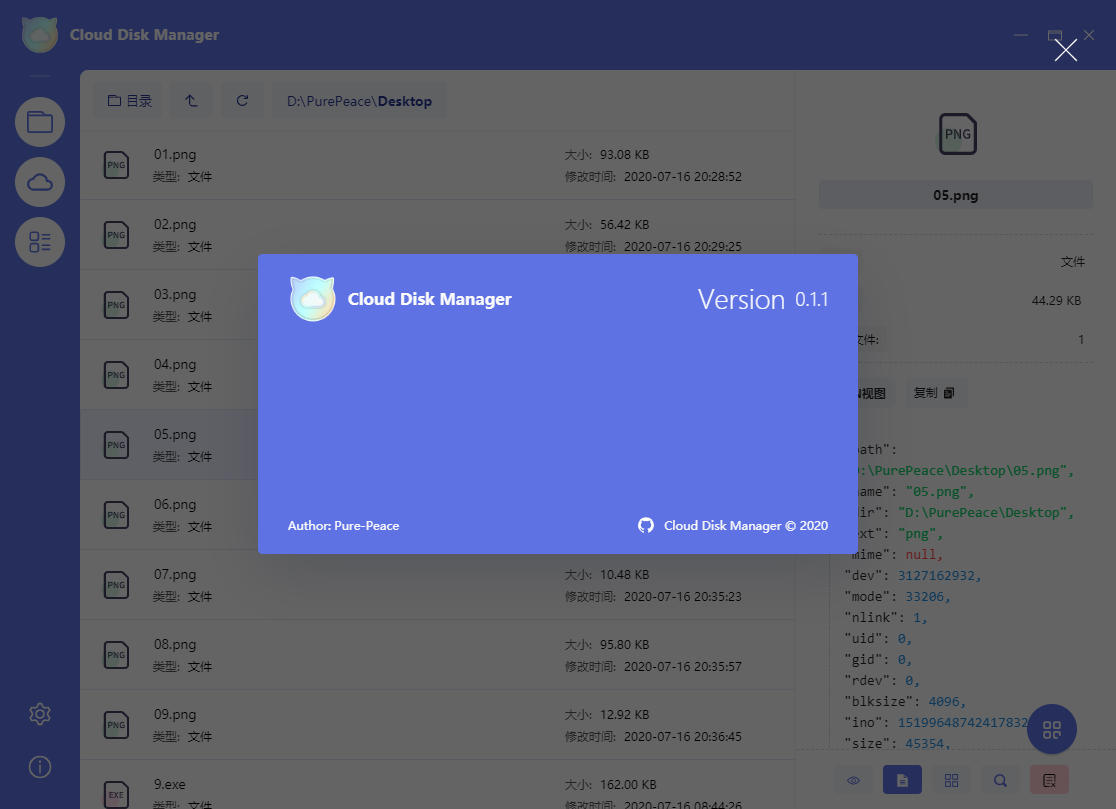 Cloud Disk Manager
目录
D:\PurePeace\Desktop
PNG
01.png
类型: 文件
大小: 93.08 KB
修改时间: 2020-07-16 20:28:52
PNG
02.png
类型: 文件
大小: 56.42 KB
修改时间: 2020-07-16 20:29:25
PNG
03.png
类型: 文件
PNG
04.png
类型: 文件
PNG
05.png
类型: 文件
PNG
06.png
类型: 文件
PNG
07.png
类型: 文件
大小: 10.48 KB
修改时间: 2020-07-16 20:35:23
PNG
08.png
类型: 文件
大小: 95.80 KB
修改时间: 2020-07-16 20:35:57
PNG
09.png
类型: 文件
大小: 12.92 KB
修改时间: 2020-07-16 20:36:45
EXE
9.exe
类型: 文件
大小: 162.00 KB
修改时间: 2020-07-16 08:44:26
Cloud Disk Manager
Version 0.1.1
Author: Pure-Peace
Cloud Disk Manager © 2020
PNG
05.png
文件
44.29 KB
文件: 1
视图 复制
path":
D:\PurePeace\Desktop\05.png",
name": "05.png",
dir": "D:\PurePeace\Desktop",
ext": "png",
"mime": null,
"dev": 3127162932,
"mode": 33206,
"nlink": 1,
"uid": 0,
"gid": 0,
"rdev": 0,
"blksize": 4096,
"ino": 15199648742417832
"size": 45354,